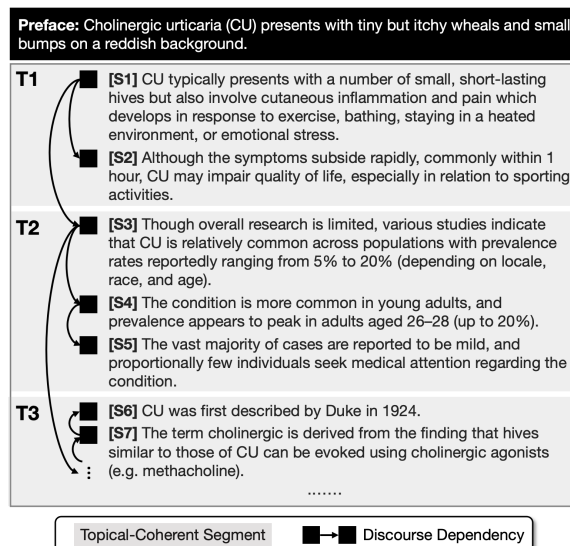 Preface: Cholinergic urticaria (CU) presents with tiny but itchy wheals and small
bumps on a reddish background.
T1
[S1] CU typically presents with a number of small, short-lasting
hives but also involve cutaneous inflammation and pain which
develops in response to exercise, bathing, staying in a heated
environment, or emotional stress.
[S2] Although the symptoms subside rapidly, commonly within 1
hour, CU may impair quality of life, especially in relation to sporting
activities.
T2
[S3] Though overall research is limited, various studies indicate
that CU is relatively common across populations with prevalence
rates reportedly ranging from 5% to 20% (depending on locale,
race, and age).
[S4] The condition is more common in young adults, and
prevalence appears to peak in adults aged 26–28 (up to 20%).
[S5] The vast majority of cases are reported to be mild, and
proportionally few individuals seek medical attention regarding the
condition.
T3
[S6] CU was first described by Duke in 1924.
[S7] The term cholinergic is derived from the finding that hives
similar to those of CU can be evoked using cholinergic agonists
(e.g. methacholine).
.......
Topical-Coherent Segment
Discourse Dependency